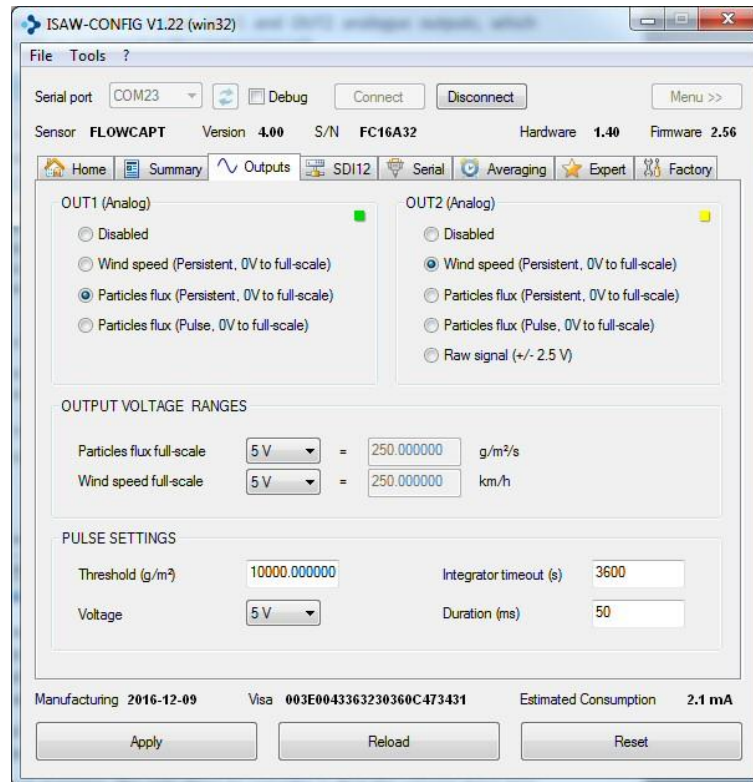 ISAW-CONFIG V1.22 (win32)
File Tools ?
Serial port COM23 Debug Connect Disconnect Menu >>
Sensor FLOWCAPT Version 4.00 S/N FC16A32 Hardware 1.40 Firmware 2.56
Home Summary Outputs SDI12 Serial Averaging Expert Factory
OUT1 (Analog)
Disabled
Wind speed (Persistent, 0V to full-scale)
Particles flux (Persistent, 0V to full-scale)
Particles flux (Pulse, 0V to full-scale)
OUT2 (Analog)
Disabled
Wind speed (Persistent, 0V to full-scale)
Particles flux (Persistent, 0V to full-scale)
Particles flux (Pulse, 0V to full-scale)
Raw signal (+/- 2.5 V)
OUTPUT VOLTAGE RANGES
Particles flux full-scale 5 V = 250.000000 g/m²/s
Wind speed full-scale 5 V = 250.000000 km/h
PULSE SETTINGS
Threshold (g/m²) 10000.000000 Integrator timeout (s) 3600
Voltage 5 V Duration (ms) 50
Manufacturing 2016-12-09 Visa 003E0043363230360C473431 Estimated Consumption 2.1 mA
Apply Reload Reset